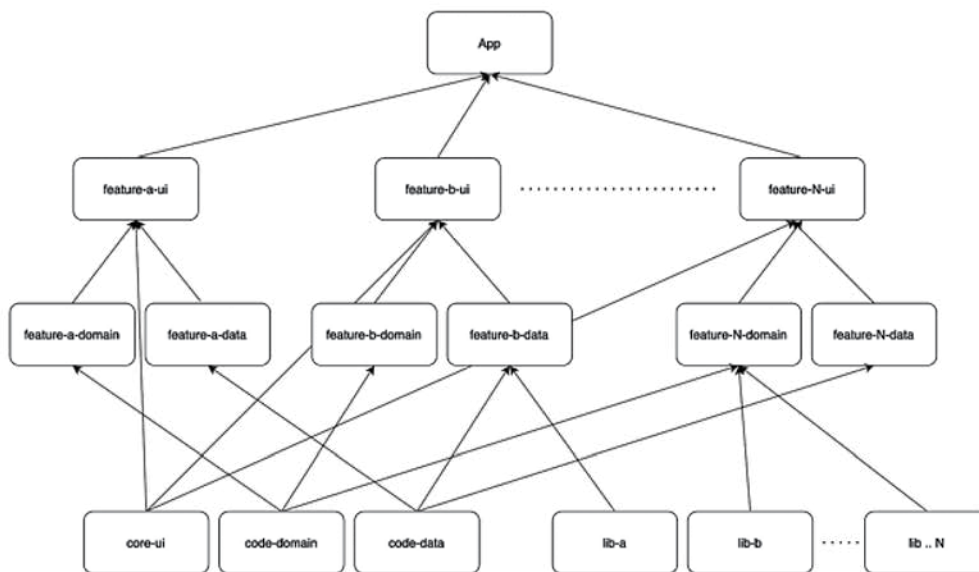 App
feature-a-ui
feature-b-ui
feature-N-ui
feature-a-domain
feature-a-data
feature-b-domain
feature-b-data
feature-N-domain
feature-N-data
core-ui
code-domain
code-data
lib-a
lib-b
lib .. N